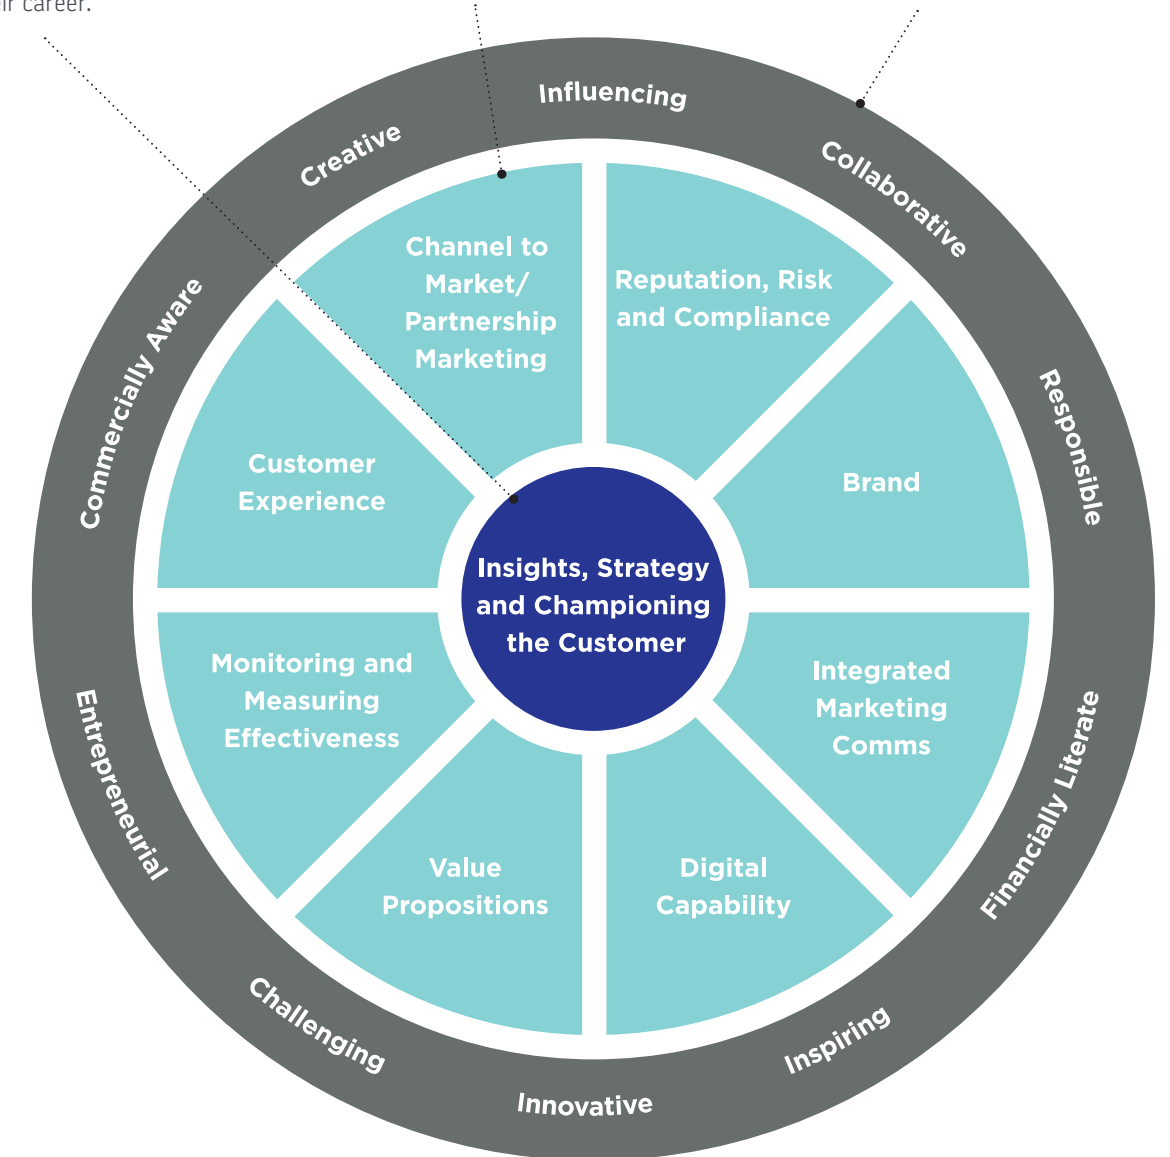 eir career.
Influencing
Collaborative
Responsible
Financially Literate
Inspiring
Innovative
Challenging
Entrepreneurial
Commercially Aware
Creative
Channel to
Market/
Partnership
Marketing
Reputation, Risk
and Compliance
Brand
Integrated
Marketing
Comms
Digital
Capability
Value
Propositions
Monitoring and
Measuring
Effectiveness
Customer
Experience
Insights, Strategy
and Championing
the Customer